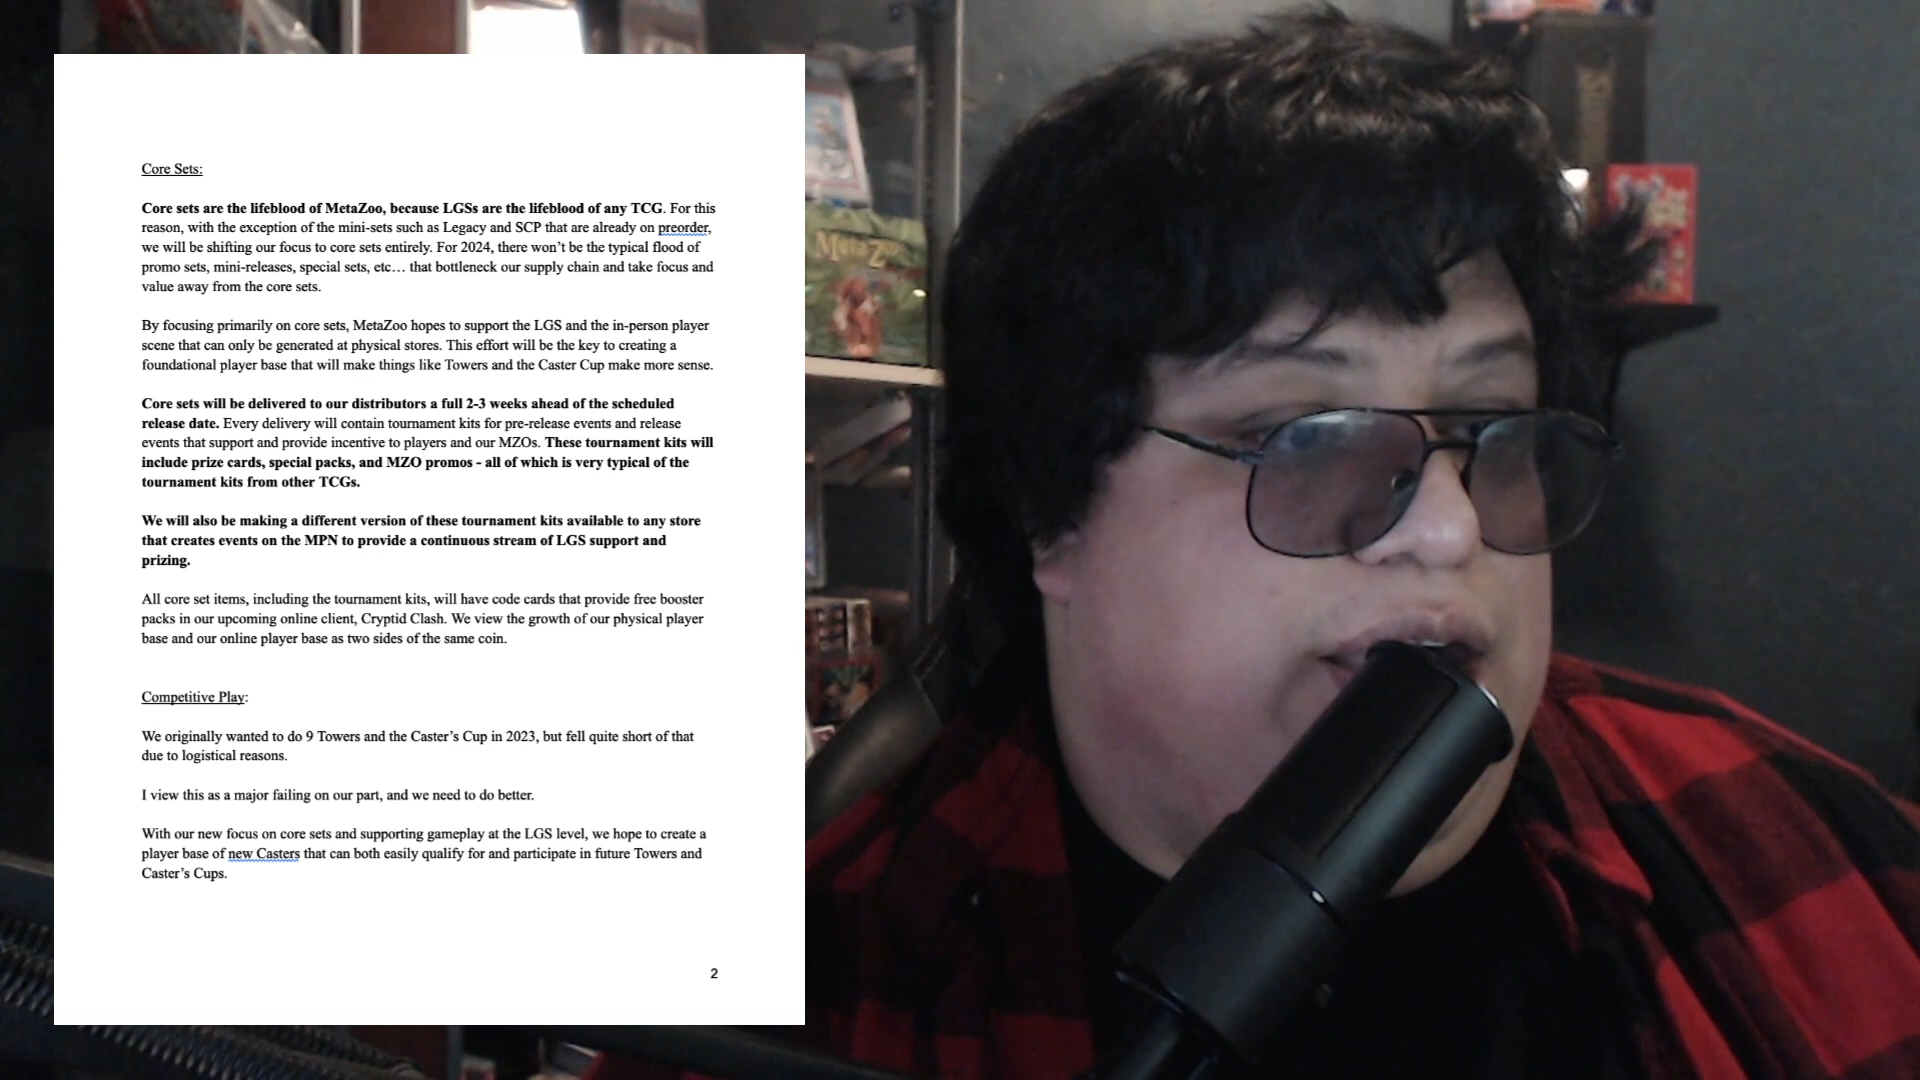 Core Sets:
Core sets are the lifeblood of MetaZoo, because LGSs are the lifeblood of any TCG. For this
reason, with the exception of the mini-sets such as Legacy and SCP that are already on preorder,
we will be shifting our focus to core sets entirely. For 2024, there won’t be the typical flood of
promo sets, mini-releases, special sets, etc… that bottleneck our supply chain and take focus and
value away from the core sets.
By focusing primarily on core sets, MetaZoo hopes to support the LGS and the in-person player
scene that can only be generated at physical stores. This effort will be the key to creating a
foundational player base that will make things like Towers and the Caster Cup make more sense.
Core sets will be delivered to our distributors a full 2-3 weeks ahead of the scheduled
release date. Every delivery will contain tournament kits for pre-release events and release
events that support and provide incentive to players and our MZOs. These tournament kits will
include prize cards, special packs, and MZO promos - all of which is very typical of the
tournament kits from other TCGs.
We will also be making a different version of these tournament kits available to any store
that creates events on the MPN to provide a continuous stream of LGS support and
prizing.
All core set items, including the tournament kits, will have code cards that provide free booster
packs in our upcoming online client, Cryptid Clash. We view the growth of our physical player
base and our online player base as two sides of the same coin.
Competitive Play:
We originally wanted to do 9 Towers and the Caster’s Cup in 2023, but fell quite short of that
due to logistical reasons.
I view this as a major failing on our part, and we need to do better.
With our new focus on core sets and supporting gameplay at the LGS level, we hope to create a
player base of new Casters that can both easily qualify for and participate in future Towers and
Caster’s Cups.
2
MetaZoo